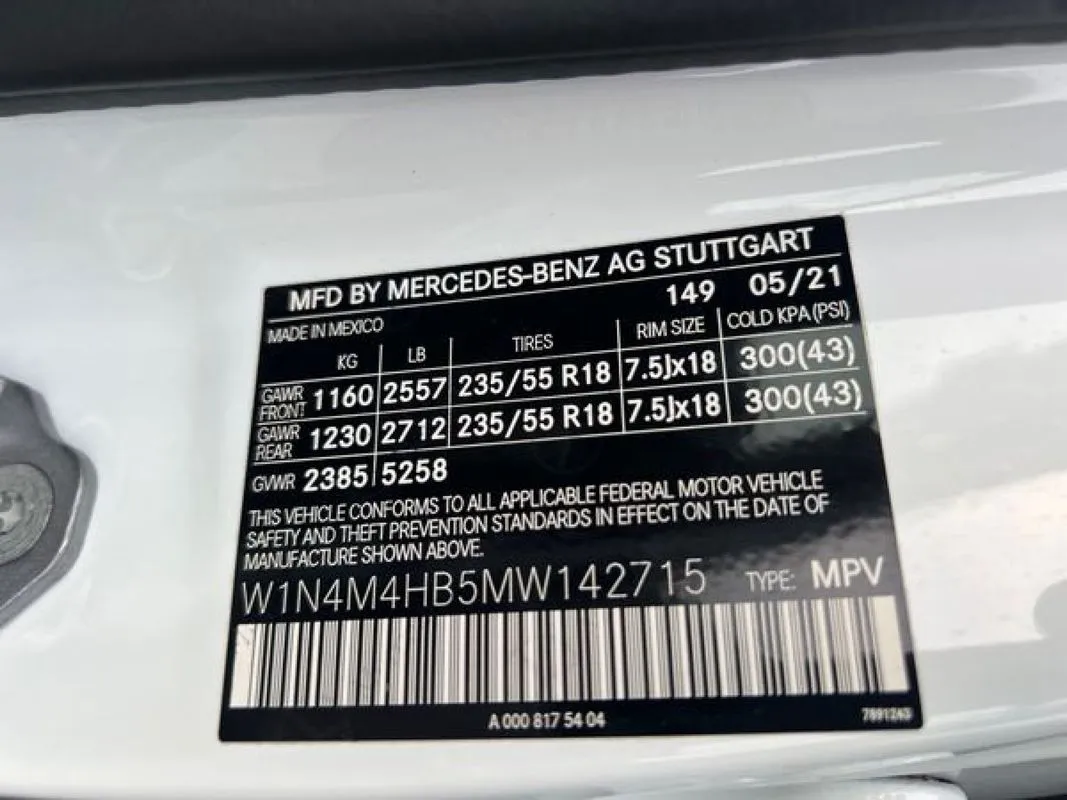 MFD BY MERCEDES-BENZ AG STUTTGART
MADE IN MEXICO 149 05/21
KG LB TIRES RIM SIZE COLD KPA (PSI)
GAWR FRONT 1160 2557 235/55 R18 7.5Jx18 300(43)
GAWR REAR 1230 2712 235/55 R18 7.5Jx18 300(43)
GVWR 2385 5258
THIS VEHICLE CONFORMS TO ALL APPLICABLE FEDERAL MOTOR VEHICLE
SAFETY AND THEFT PREVENTION STANDARDS IN EFFECT ON THE DATE OF
MANUFACTURE SHOWN ABOVE.
W1N4M4HB5MW142715 TYPE: MPV
A 000 817 54 04 7891243